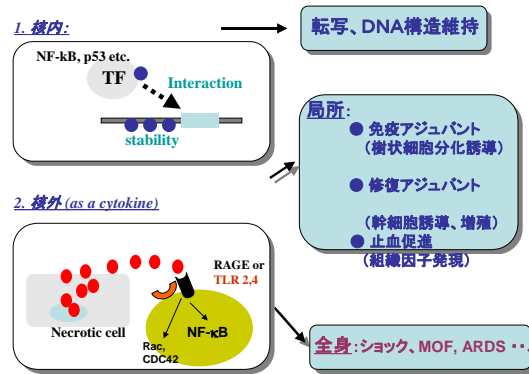 1. 核内:
NF-kB, p53 etc.
TF
Interaction
stability
転写、DNA構造維持
2. 核外 (as a cytokine)
Necrotic cell
RAGE or
TLR 2,4
Rac,
CDC42
NF-κB
局所:
● 免疫アジュバント
(樹状細胞分化誘導)
● 修復アジュバント
(幹細胞誘導、増殖)
● 止血促進
(組織因子発現)
全身:ショック、MOF, ARDS ・・・